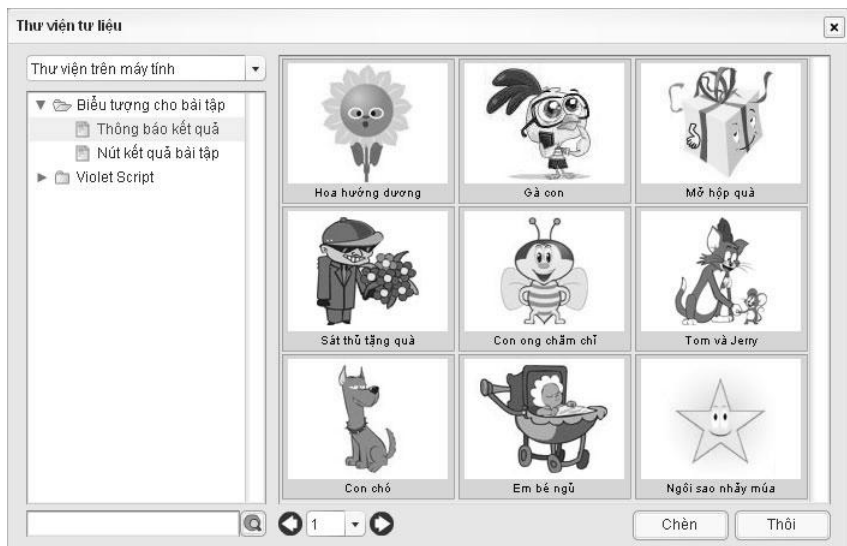 Thư viện tư liệu
Thư viện trên máy tính
Biểu tượng cho bài tập
Thông báo kết quả
Nút kết quả bài tập
Violet Script
Hoa hướng dương
Gà con
Mở hộp quà
Sát thủ tặng quà
Con ong chăm chỉ
Tom và Jerry
Con chó
Em bé ngủ
Ngôi sao nhảy múa
1
Chèn
Thôi